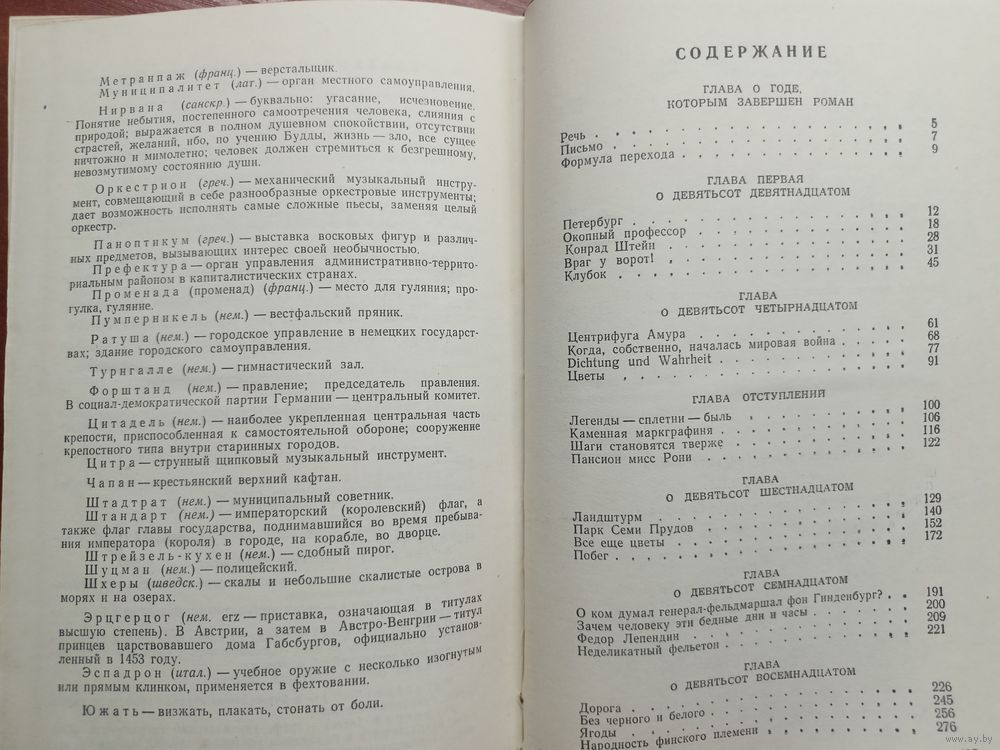 Метранпаж (франц.) — верстальщик.
Муниципалитет (лат.) — орган местного самоуправления.
Нирвана (санскр.) — буквально: угасание, исчезновение.
Понятие небытия, постепенного самоотречения человека, слияния с
природой; выражается в полном душевном спокойствии, отсутствии
страстей, желаний, ибо, по учению Будды, жизнь — зло, все сущее
ничтожно и мимолетно; человек должен стремиться к безгрешному,
невозмутимому состоянию души.
Оркестрион (греч.) — механический музыкальный инстру-
мент, совмещающий в себе разнообразные оркестровые инструменты;
дает возможность исполнять самые сложные пьесы, заменяя целый
оркестр.
Паноптикум (греч.) — выставка восковых фигур и различ-
ных предметов, вызывающих интерес своей необычностью.
Префектура — орган управления административно-террито-
риальным районом в капиталистических странах.
Променада (променад) (франц.) — место для гуляния; про-
гулка, гуляние.
Пумперникель (нем.) — вестфальский пряник.
Ратуша (нем.) — городское управление в немецких государст-
вах; здание городского самоуправления.
Турнгалле (нем.) — гимнастический зал.
Форштанд (нем.) — правление; председатель правления.
В социал-демократической партии Германии — центральный комитет.
Цитадель (нем.) — наиболее укрепленная центральная часть
крепости, приспособленная к самостоятельной обороне; сооружение
крепостного типа внутри старинных городов.
Цитра — струнный щипковый музыкальный инструмент.
Чапан — крестьянский верхний кафтан.
Штадтрат (нем.) — муниципальный советник.
Штандарт (нем.) — императорский (королевский) флаг, а
также флаг главы государства, поднимавшийся во время пребыва-
ния императора (короля) в городе, на корабле, во дворце.
Штрейзель-кухен (нем.) — сдобный пирог.
Шуцман (нем.) — полицейский.
Шхеры (шведск.) — скалы и небольшие скалистые острова в
морях и на озерах.
Эрцгерцог (нем. erz — приставка, означающая в титулах
высшую степень). В Австрии, а затем в Австро-Венгрии — титул
принцев царствовавшего дома Габсбургов, официально установ-
ленный в 1453 году.
Эспадрон (итал.) — учебное оружие с несколько изогнутым
или прямым клинком, применяется в фехтовании.
Южать — визжать, плакать, стонать от боли.
СОДЕРЖАНИЕ
ГЛАВА О ГОДЕ,
КОТОРЫМ ЗАВЕРШЕН РОМАН
Речь . . . 5
Письмо . . . 7
Формула перехода . . . 9
ГЛАВА ПЕРВАЯ
О ДЕВЯТЬСОТ ДЕВЯТНАДЦАТОМ
Петербург . . . 12
Окопный профессор . . . 18
Конрад Штейн . . . 28
Враг у ворот! . . . 31
Клубок . . . 45
ГЛАВА
О ДЕВЯТЬСОТ ЧЕТЫРНАДЦАТОМ
Центрифуга Амура . . . 61
Когда, собственно, началась мировая война . . . 68
Dichtung und Wahrheit . . . 77
Цветы . . . 91
ГЛАВА ОТСТУПЛЕНИЙ
Легенды — сплетни — быль . . . 100
Каменная маркграфиня . . . 106
Шаги становятся тверже . . . 116
Пансион мисс Рони . . . 122
ГЛАВА
О ДЕВЯТЬСОТ ШЕСТНАДЦАТОМ
Ландштурм . . . 129
Парк Семи Прудов . . . 140
Все еще цветы . . . 152
Побег . . . 172
ГЛАВА
О ДЕВЯТЬСОТ СЕМНАДЦАТОМ
О ком думал генерал-фельдмаршал фон Гинденбург? . . 191
Зачем человеку эти бедные дни и часы . . . 200
Федор Лепендин . . . 209
Неделикатный фельетон . . . 221
ГЛАВА
О ДЕВЯТЬСОТ ВОСЕМНАДЦАТОМ
Дорога . . . 226
Без черного и белого . . . 245
Ягоды . . . 256
Народность финского племени . . . 276
www.ay.by